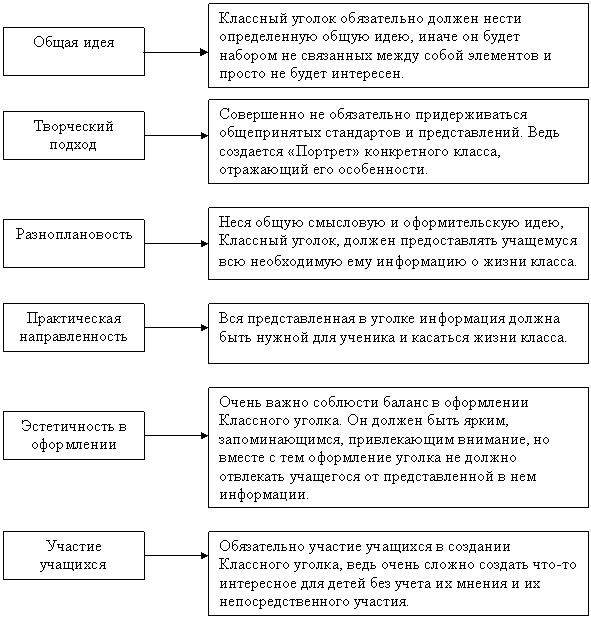 Общая идея
Классный уголок обязательно должен нести
определенную общую идею, иначе он будет
набором не связанных между собой элементов и
просто не будет интересен.
Творческий
подход
Совершенно не обязательно придерживаться
общепринятых стандартов и представлений. Ведь
создается «Портрет» конкретного класса,
отражающий его особенности.
Разноплановость
Неся общую смысловую и оформительскую идею,
Классный уголок, должен предоставлять учащемуся
всю необходимую ему информацию о жизни класса.
Практическая
направленность
Вся представленная в уголке информация должна
быть нужной для ученика и касаться жизни класса.
Эстетичность в
оформлении
Очень важно соблюсти баланс в оформлении
Классного уголка. Он должен быть ярким,
запоминающимся, привлекающим внимание, но
вместе с тем оформление уголка не должно
отвлекать учащегося от представленной в нем
информации.
Участие
учащихся
Обязательно участие учащихся в создании
Классного уголка, ведь очень сложно создать что-то
интересное для детей без учета их мнения и их
непосредственного участия.